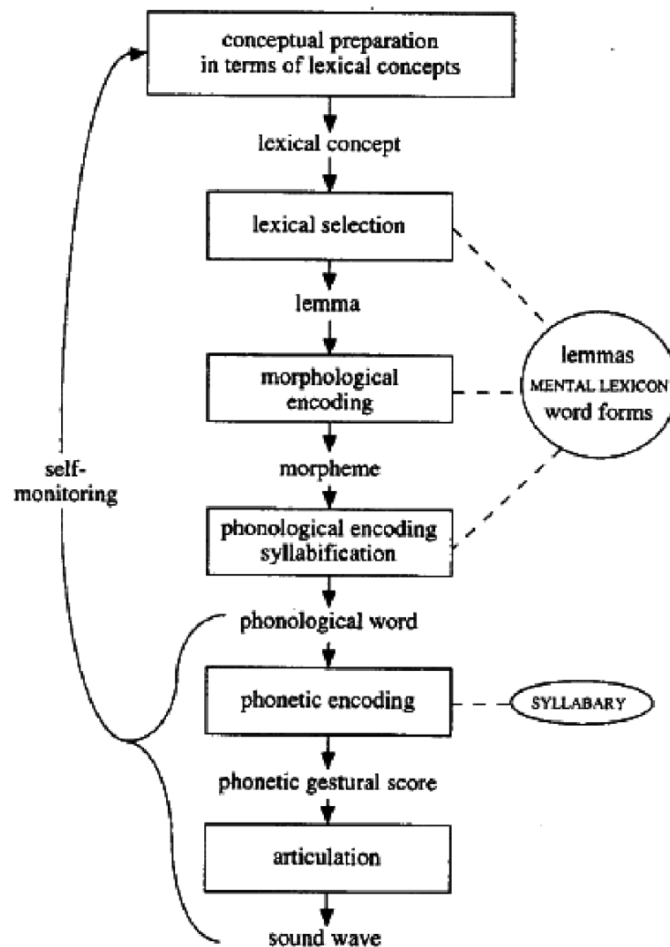 conceptual preparation
in terms of lexical concepts
lexical concept
lexical selection
lemma
lemmas
MENTAL LEXICON
word forms
morphological
encoding
morpheme
self-
monitoring
phonological encoding
syllabification
phonological word
phonetic encoding
SYLLABARY
phonetic gestural score
articulation
sound wave